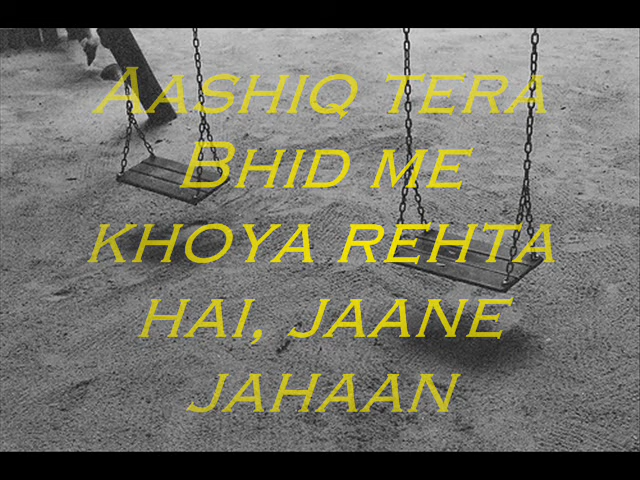 Aashiq tera
Bhid me
khoya rehta
hai, jaane
jahaan